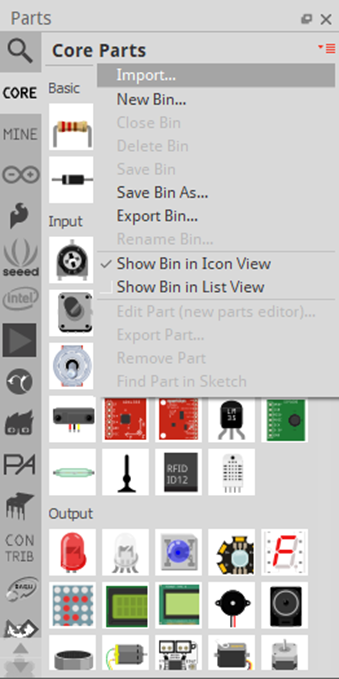 Parts
Core Parts
Import...
CORE
Basic
New Bin...
Close Bin
MINE
Delete Bin
Save Bin
Save Bin As...
Export Bin...
Input
Rename Bin...
Show Bin in Icon View
seeed
Show Bin in List View
intel
Edit Part (new parts editor)...
Export Part...
Remove Part
Find Part in Sketch
LM
35
PA
RFID
ID12
Output
CON
TRIB